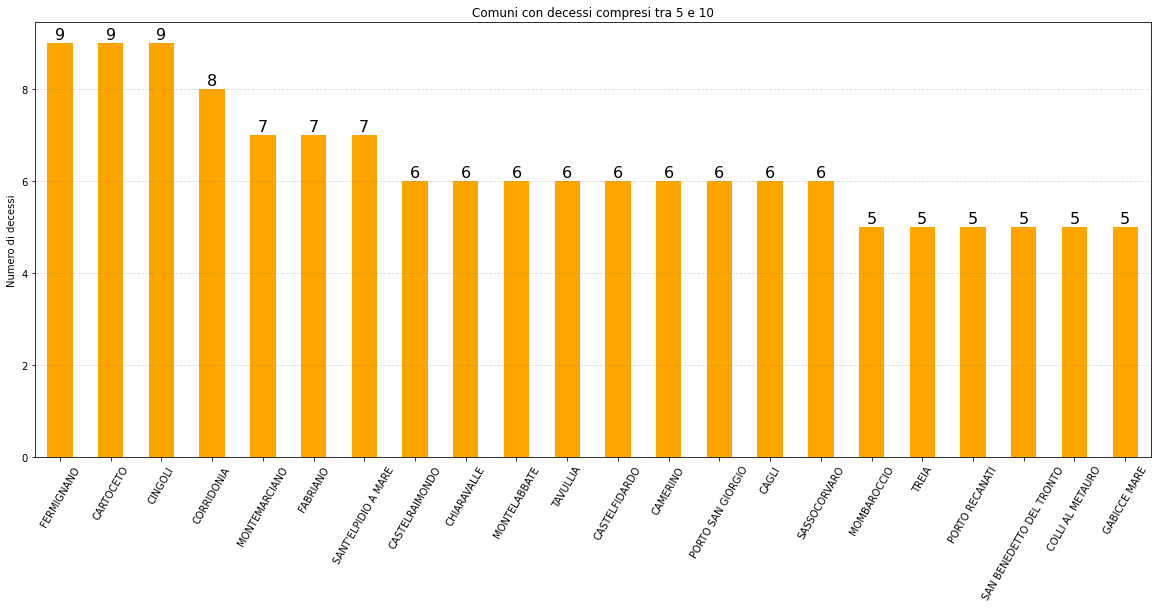 Comuni con decessi compresi tra 5 e 10
Numero di decessi
8
6
4
2
0
9
9
9
8
7
7
7
6
6
6
6
6
6
6
6
6
5
5
5
5
5
5
FERMIGNANO
CARTOCETO
CINGOLI
CORRIDONIA
MONTEMARCIANO
FABRIANO
SANT'ELPIDIO A MARE
CASTELRAIMONDO
CHIARAVALLE
MONTELABBATE
TAVULLIA
CASTELFIDARDO
CAMERINO
PORTO SAN GIORGIO
CAGLI
SASSOCORVARO
MOMBAROCCIO
TREIA
PORTO RECANATI
SAN BENEDETTO DEL TRONTO
COLLI AL METAURO
GABICCE MARE